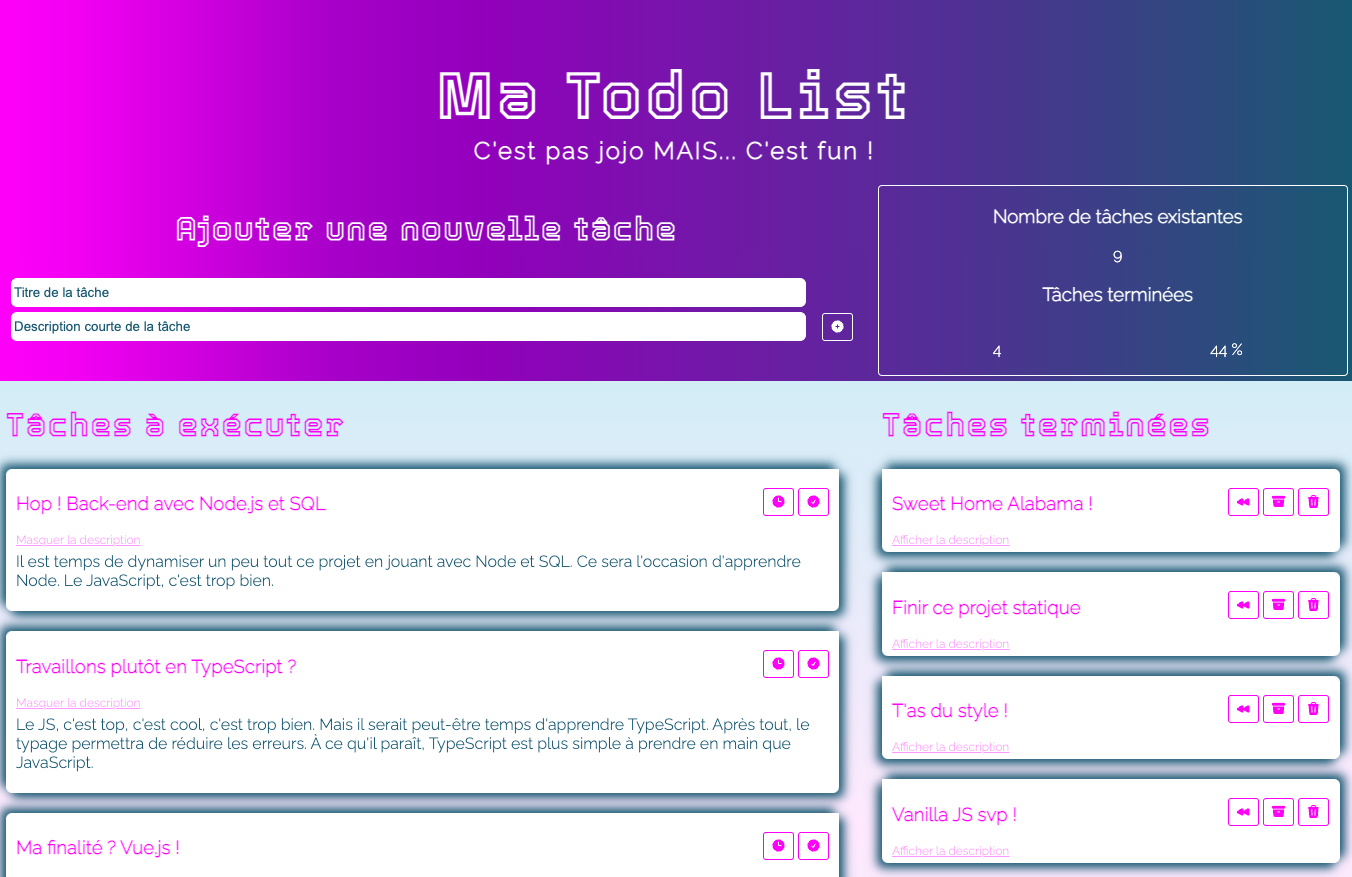 Ma Todo List
C'est pas jojo MAIS... C'est fun !
Ajouter une nouvelle tâche
Titre de la tâche
Description courte de la tâche
Nombre de tâches existantes
9
Tâches terminées
4 44 %
Tâches à exécuter
Hop ! Back-end avec Node.js et SQL
Masquer la description
Il est temps de dynamiser un peu tout ce projet en jouant avec Node et SQL. Ce sera l'occasion d'apprendre
Node. Le JavaScript, c'est trop bien.
Travaillons plutôt en TypeScript ?
Masquer la description
Le JS, c'est top, c'est cool, c'est trop bien. Mais il serait peut-être temps d'apprendre TypeScript. Après tout, le
typage permettra de réduire les erreurs. À ce qu'il paraît, TypeScript est plus simple à prendre en main que
JavaScript.
Ma finalité ? Vue.js !
Tâches terminées
Sweet Home Alabama !
Afficher la description
Finir ce projet statique
Afficher la description
T'as du style !
Afficher la description
Vanilla JS svp !
Afficher la description